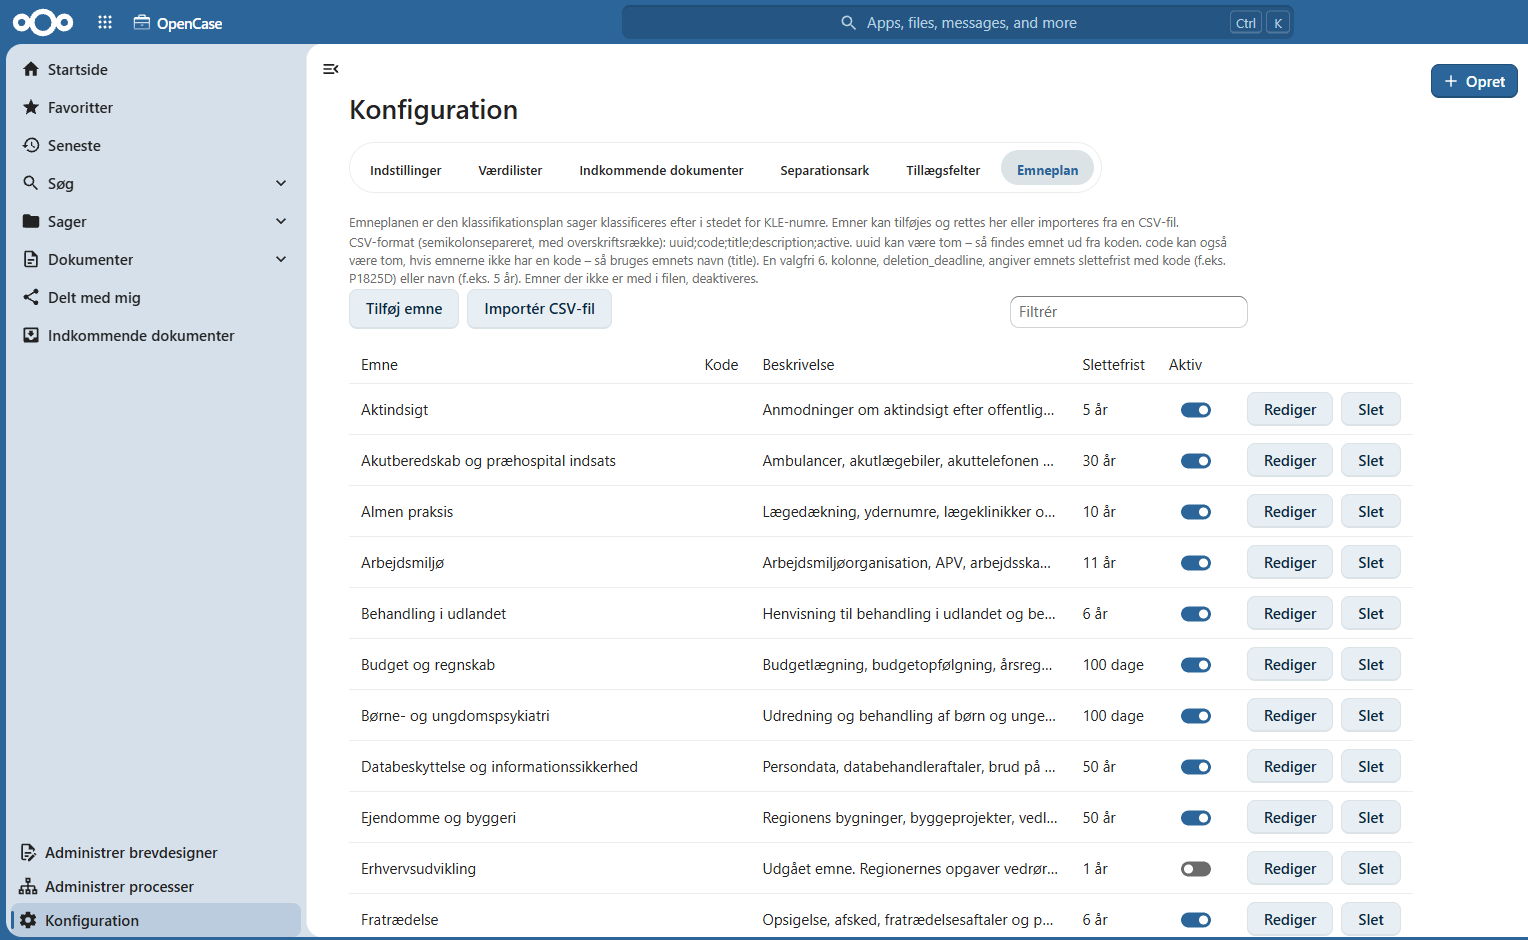 OpenCase
Apps, files, messages, and more
Ctrl
K
Startside
Favoritter
Seneste
Søg
Sager
Dokumenter
Delt med mig
Indkommende dokumenter
Administrer brevdesigner
Administrer processer
Konfiguration
Opret
Konfiguration
Indstillinger
Værdilister
Indkommende dokumenter
Separationsark
Tillægsfelter
Emneplan
Emneplanen er den klassifikationsplan sager klassificeres efter i stedet for KLE-numre. Emner kan tilføjes og rettes her eller importeres fra en CSV-fil.
CSV-format (semikolonsepareret, med overskriftsrække): uuid;code;title;description;active. uuid kan være tom – så findes emnet ud fra koden. code kan også
være tom, hvis emnerne ikke har en kode – så bruges emnets navn (title). En valgfri 6. kolonne, deletion_deadline, angiver emnets slettefrist med kode (f.eks.
P1825D) eller navn (f.eks. 5 år). Emner der ikke er med i filen, deaktiveres.
Tilføj emne
Importér CSV-fil
Filtrér
Emne Kode Beskrivelse Slettefrist Aktiv
Aktindsigt Anmodninger om aktindsigt efter offentlig... 5 år Rediger Slet
Akutberedskab og præhospital indsats Ambulancer, akutlægebiler, akuttelefonen ... 30 år Rediger Slet
Almen praksis Lægedækning, ydernumre, lægeklinikker o... 10 år Rediger Slet
Arbejdsmiljø Arbejdsmiljøorganisation, APV, arbejdsska... 11 år Rediger Slet
Behandling i udlandet Henvisning til behandling i udlandet og be... 6 år Rediger Slet
Budget og regnskab Budgetlægning, budgetopfølgning, årsreg... 100 dage Rediger Slet
Børne- og ungdomspsykiatri Udredning og behandling af børn og unge... 100 dage Rediger Slet
Databeskyttelse og informationssikkerhed Persondata, databehandleraftaler, brud på ... 50 år Rediger Slet
Ejendomme og byggeri Regionens bygninger, byggeprojekter, vedl... 50 år Rediger Slet
Erhvervsudvikling Udgået emne. Regionernes opgaver vedrør... 1 år Rediger Slet
Fratrædelse Opsigelse, afsked, fratrædelsesaftaler og p... 6 år Rediger Slet